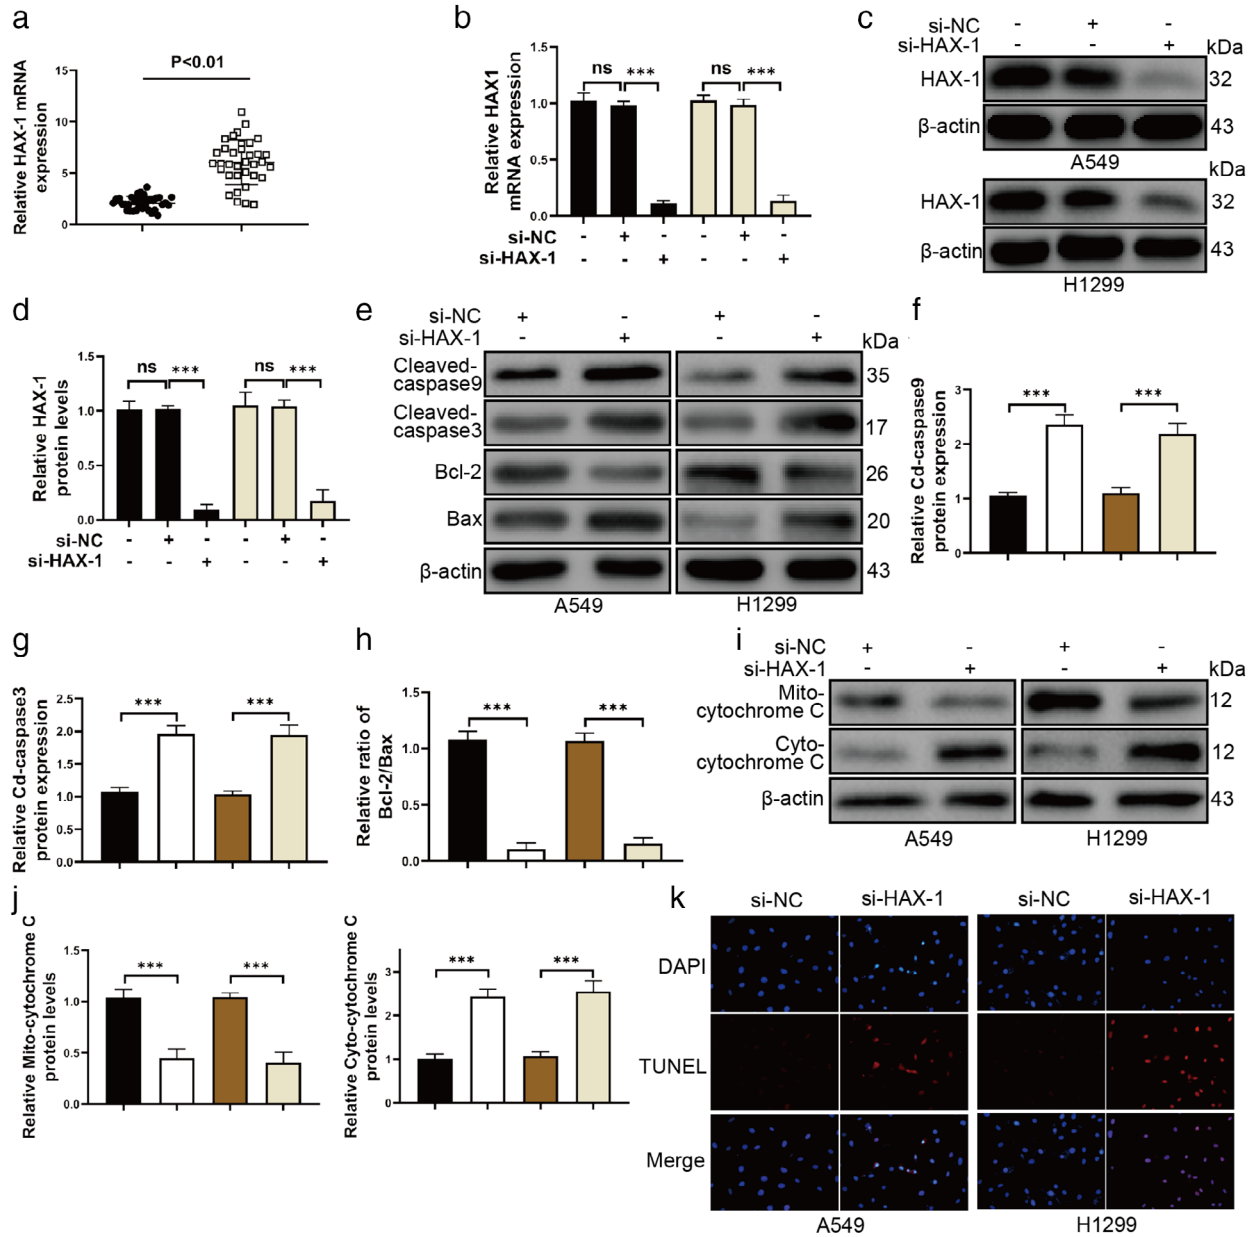 a
Relative HAX-1 mRNA
expression
P<0.01
15
10
5
0
b
Relative HAX1
mRNA expression
1.5
1.0
0.5
0.0
ns
***
ns
***
si-NC - + - - + -
si-HAX-1 - - + - - +
c
si-NC - + -
si-HAX-1 - - + kDa
HAX-1 32
β-actin 43
A549
kDa
HAX-1 32
β-actin 43
H1299
d
Relative HAX-1
protein levels
1.5
1.0
0.5
0.0
ns
***
ns
***
si-NC - + - - + -
si-HAX-1 - - + - - +
e
si-NC + - + -
si-HAX-1 - + - + kDa
Cleaved-
caspase9 35
Cleaved-
caspase3 17
Bcl-2 26
Bax 20
β-actin 43
A549 H1299
f
Relative Cd-caspase9
protein expression
3
2
1
0
***
***
g
Relative Cd-caspase3
protein expression
2.5
2.0
1.5
1.0
0.5
0.0
***
***
h
Relative ratio of
Bcl-2/Bax
1.5
1.0
0.5
0.0
***
***
i
si-NC + - + -
si-HAX-1 - + - + kDa
Mito-
cytochrome C 12
Cyto-
cytochrome C 12
β-actin 43
A549 H1299
j
Relative Mito-cytochrome C
protein levels
1.5
1.0
0.5
0.0
***
***
Relative Cyto-cytochrome C
protein levels
3
2
1
0
***
***
k
si-NC si-HAX-1 si-NC si-HAX-1
DAPI
TUNEL
Merge
A549 H1299